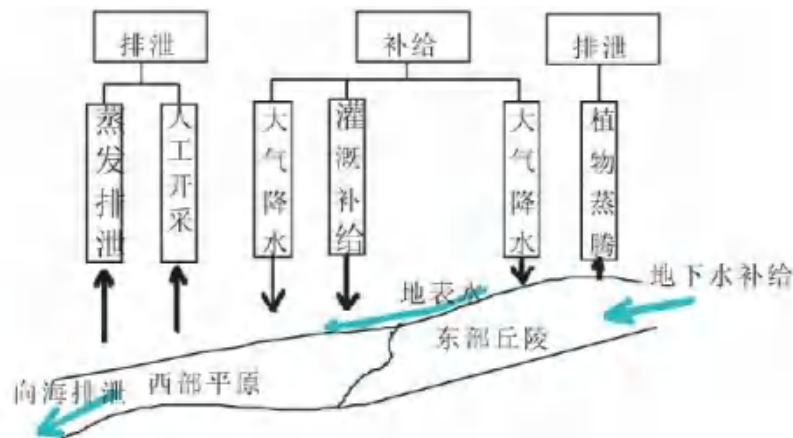 排泄
补给
排泄
蒸发排泄
人工开采
大气降水
灌溉补给
大气降水
植物蒸腾
地下水补给
地表水
东部丘陵
西部平原
向海排泄